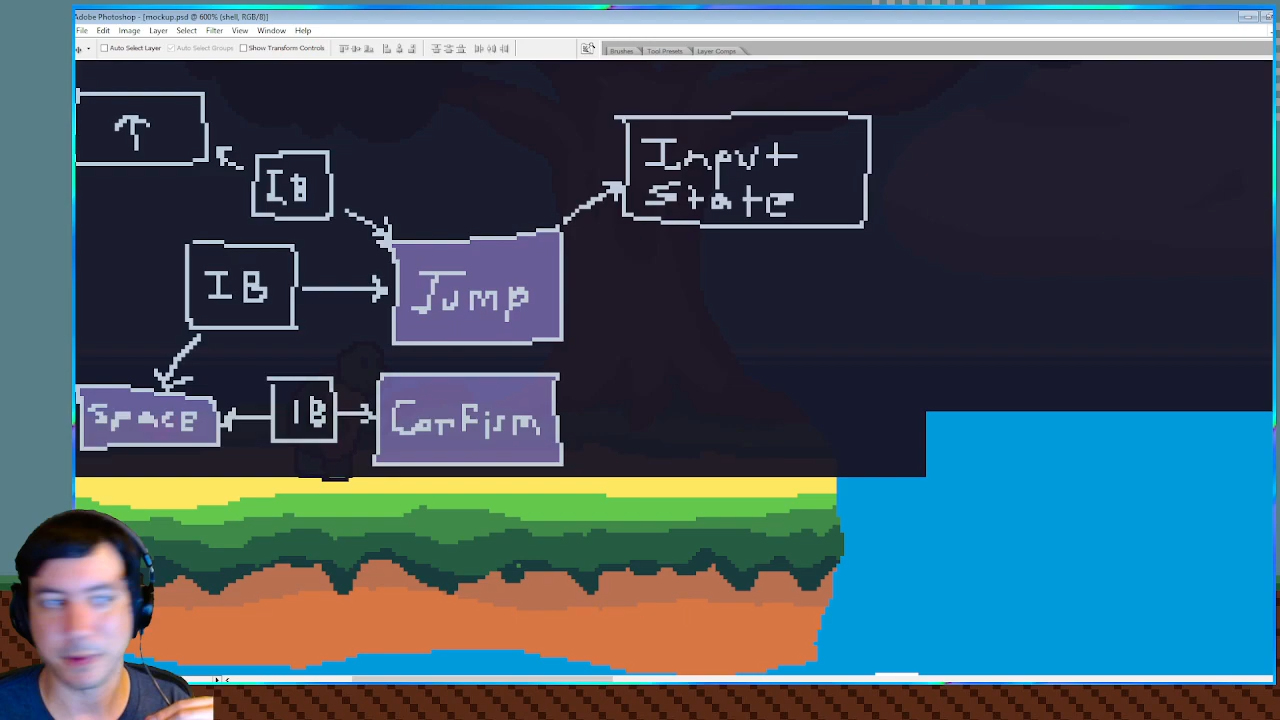 Adobe Photoshop - [mockup.psd @ 600% (shell, RGB/8)]
File Edit Image Layer Select Filter View Window Help
Auto Select Layer Auto Select Groups Show Transform Controls Brushes Tool Presets Layer Comps
↑
IB
Input
State
IB
Jump
Space
IB
Confirm